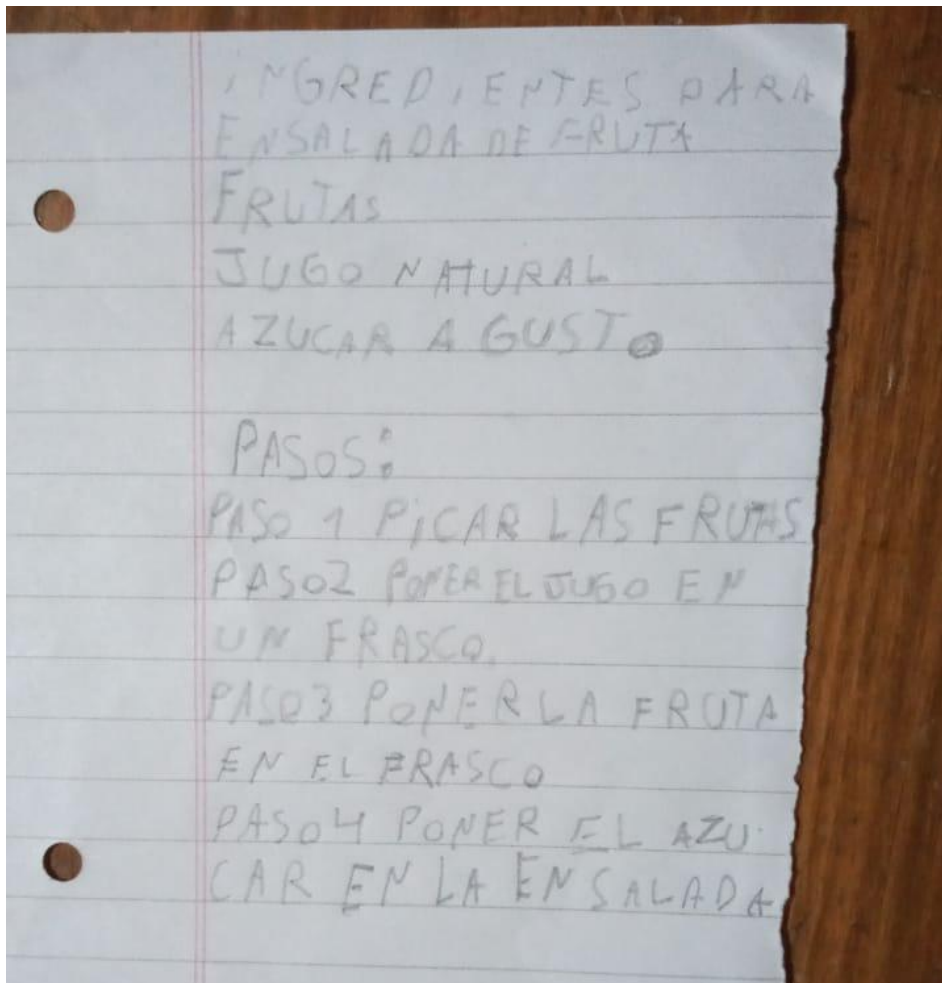 INGREDIENTES PARA
ENSALADA DE FRUTA
FRUTAS
JUGO NATURAL
AZUCAR A GUSTO
PASOS:
PASO 1 PiCAR LAS FRUTAS
PASO2 PONER EL JUGO EN
UN FRASCO.
PASO3 PONER LA FRUTA
EN EL FRASCO
PASO4 PONER EL AZU
CAR EN LA ENSALADA